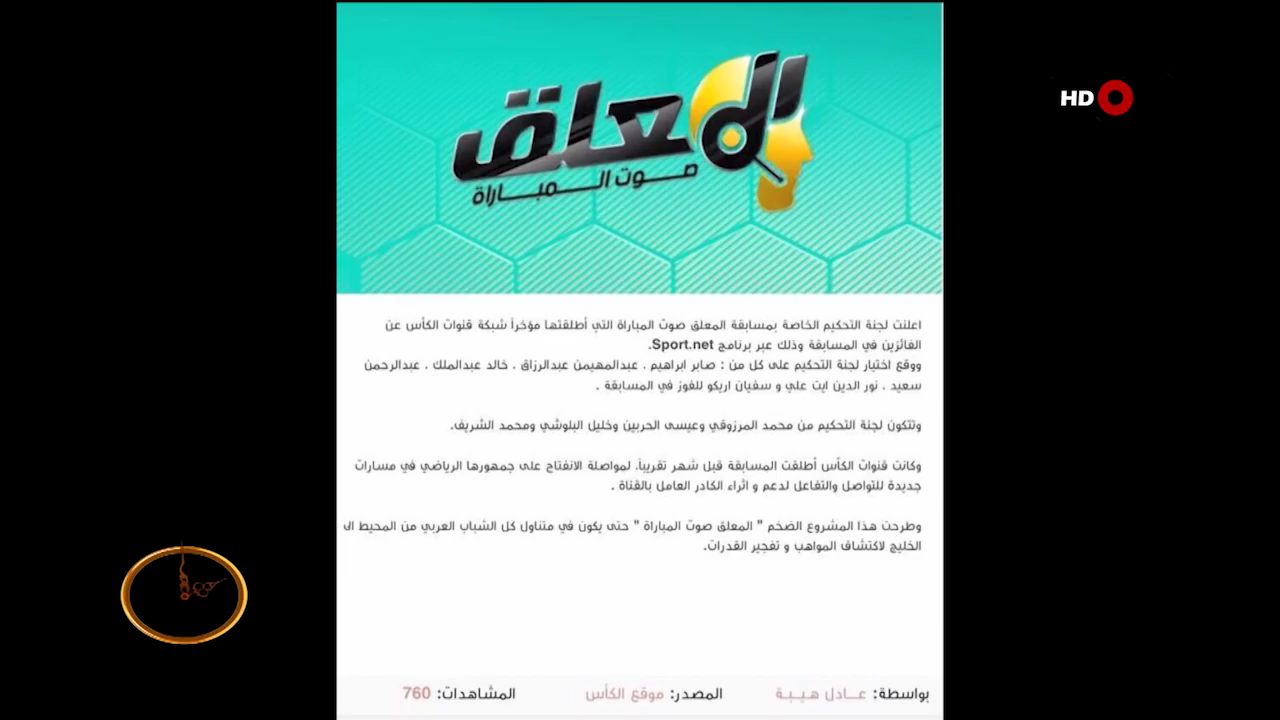 المعلق
صوت المباراة
HD
اعلنت لجنة التحكيم الخاصة بمسابقة المعلق صوت المباراة التي أطلقتها مؤخراً شبكة قنوات الكأس عن
الفائزين في المسابقة وذلك عبر برنامج Sport.net.
ووقع اختيار لجنة التحكيم على كل من : صابر ابراهيم ، عبدالمهيمن عبدالرزاق ، خالد عبدالملك ، عبدالرحمن
سعيد ، نور الدين ايت علي و سفيان اريكو للفوز في المسابقة .
وتتكون لجنة التحكيم من محمد المرزوقي وعيسى الحربين وخليل البلوشي ومحمد الشريف.
وكانت قنوات الكأس أطلقت المسابقة قبل شهر تقريباً. لمواصلة الانفتاح على جمهورها الرياضي في مسارات
جديدة للتواصل والتفاعل لدعم و اثراء الكادر العامل بالقناة .
وطرحت هذا المشروع الضخم " المعلق صوت المباراة " حتى يكون في متناول كل الشباب العربي من المحيط الى
الخليج لاكتشاف المواهب و تفجير القدرات.
بواسطة: عـــادل هـيـبـة المصدر: موقع الكأس المشاهدات: 760